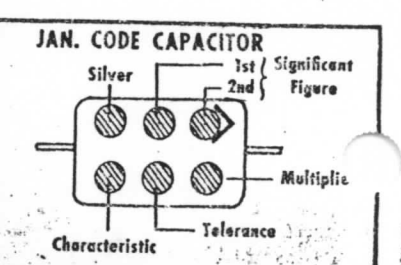 JAN. CODE CAPACITOR
Silver
1st
2nd
Significant
Figure
Multiplie
Tolerance
Characteristic